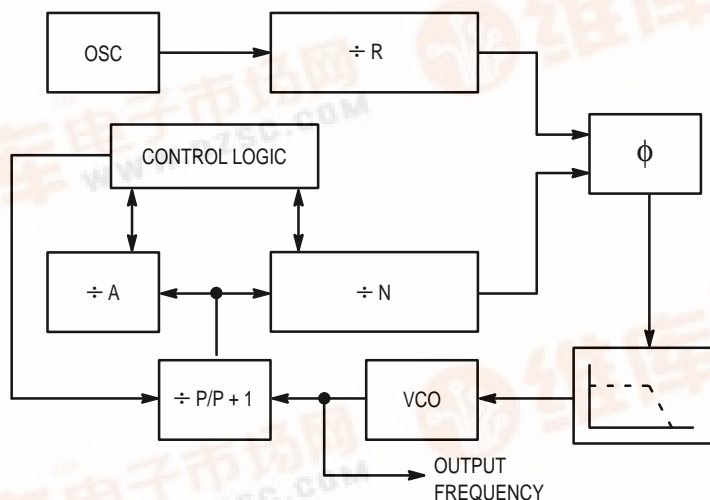 OSC
÷ R
CONTROL LOGIC
ϕ
÷ A
÷ N
÷ P/P + 1
VCO
OUTPUT
FREQUENCY